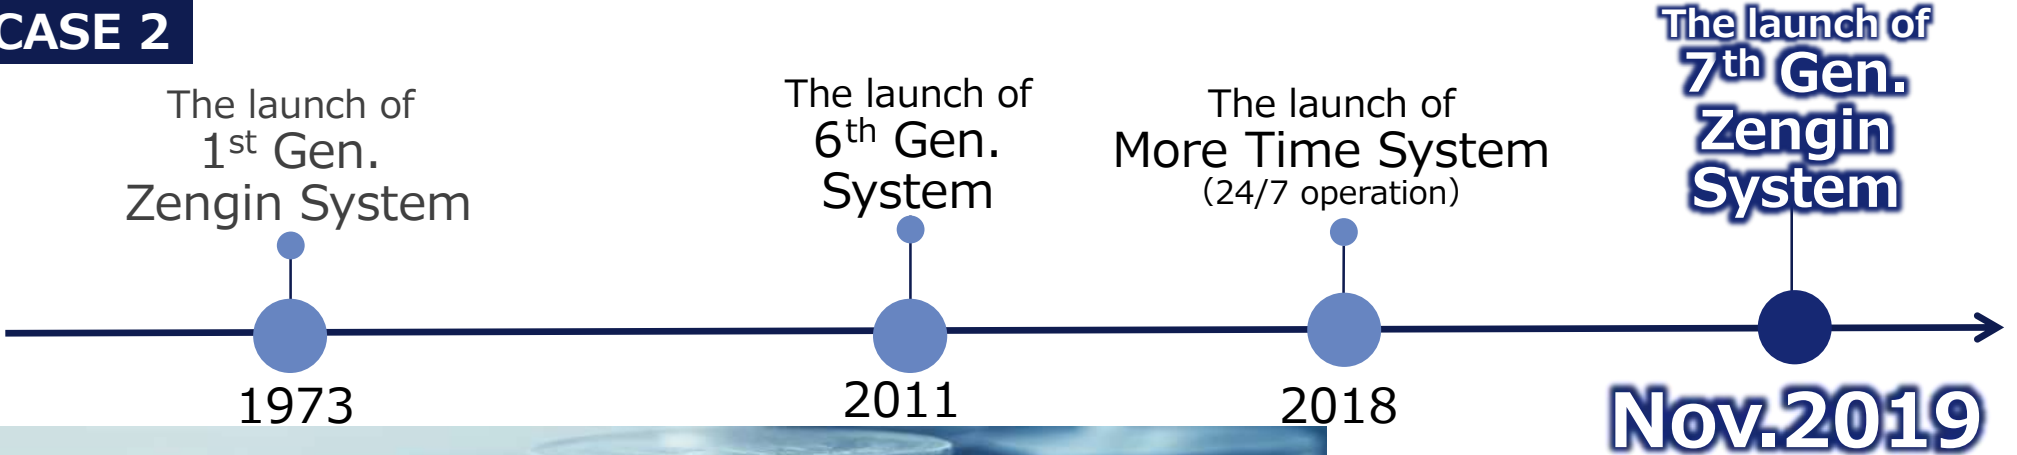 CASE 2
The launch of
1st Gen.
Zengin System
1973
The launch of
6th Gen.
System
2011
The launch of
More Time System
（24/7 operation）
2018
The launch of
7th Gen.
Zengin
System
Nov.2019